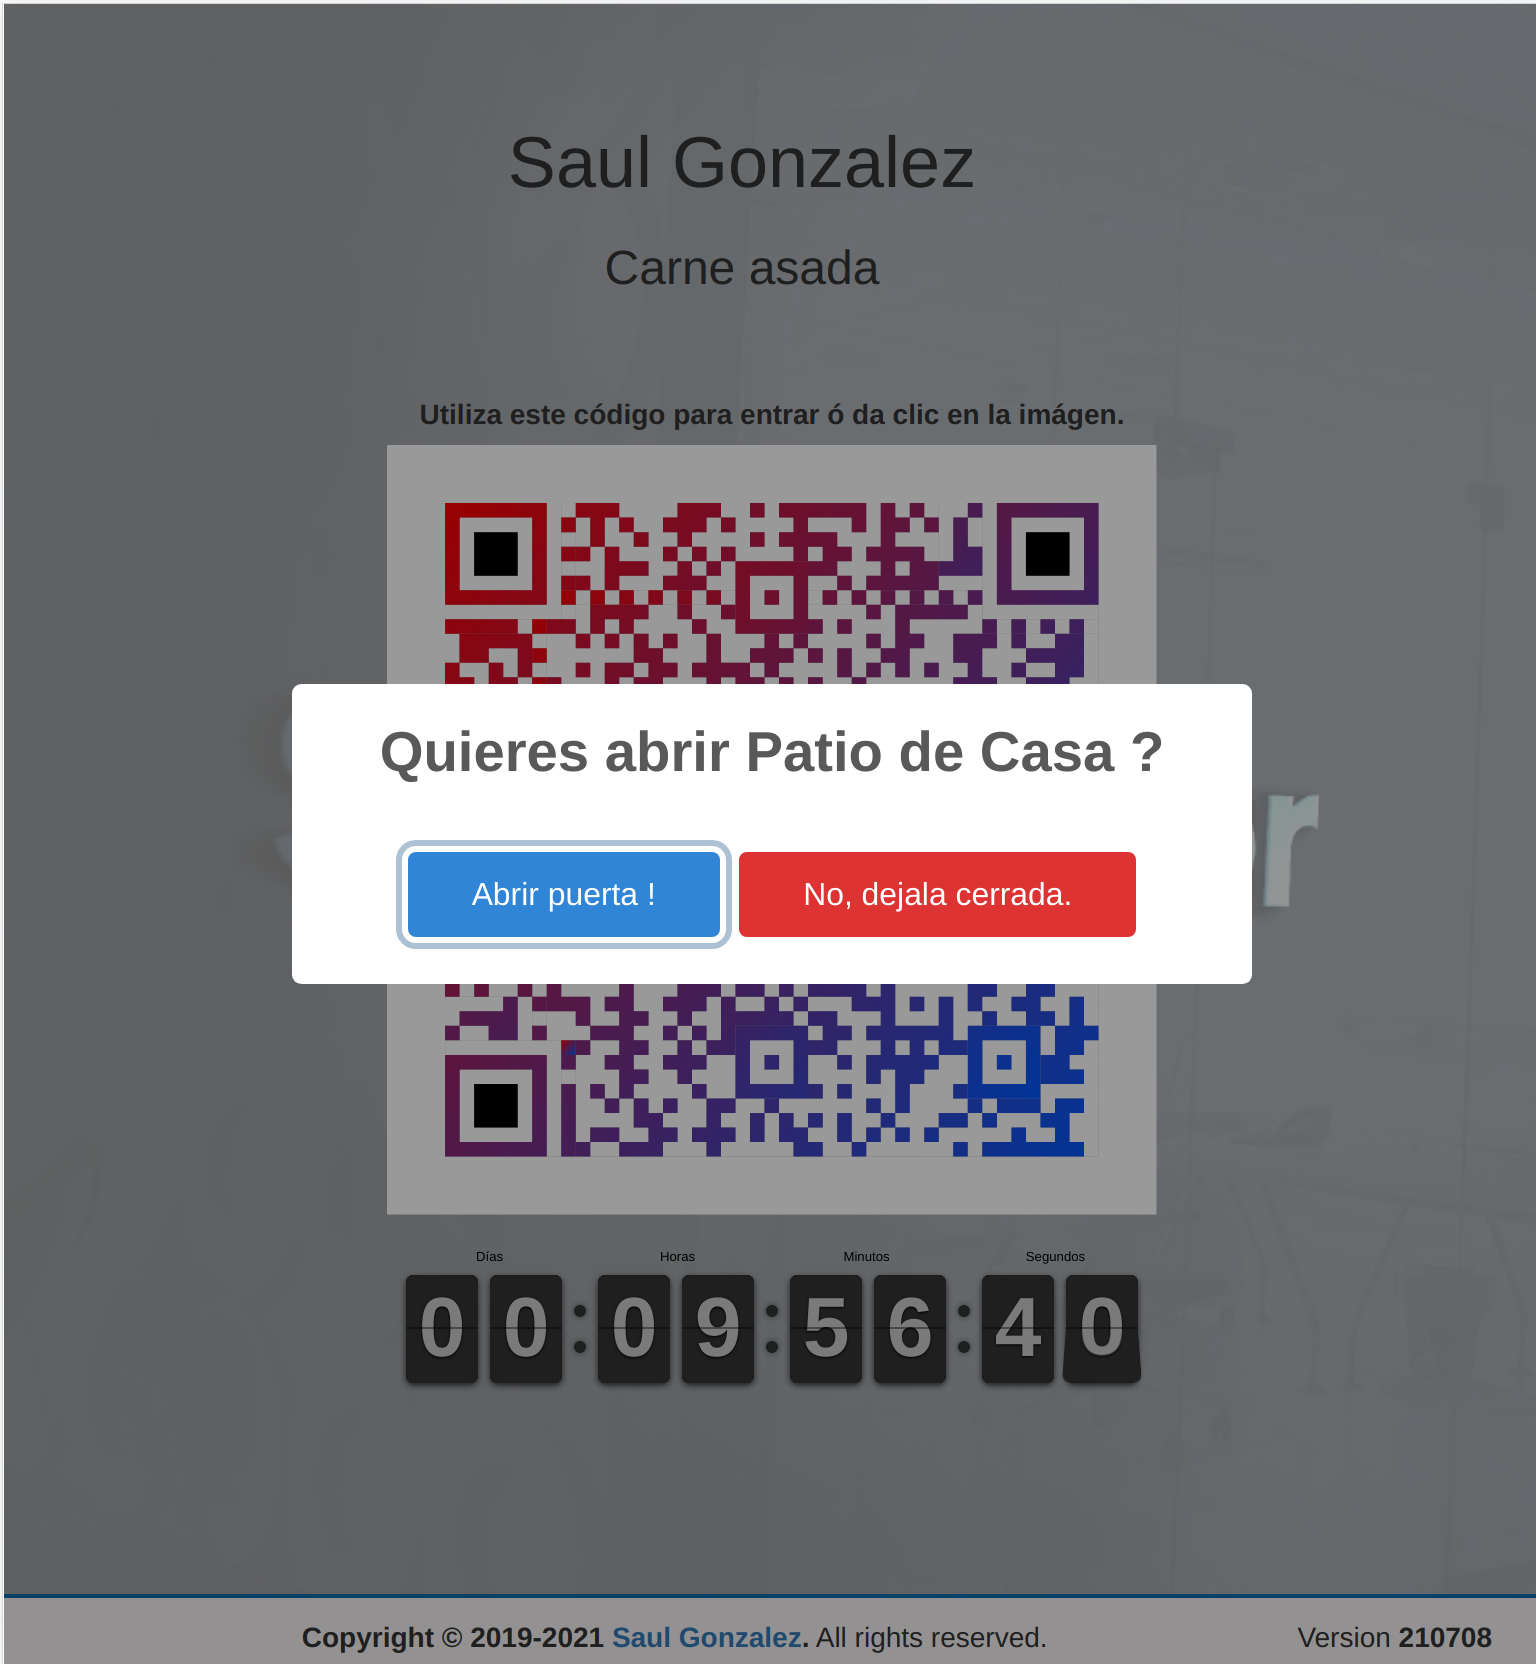 Saul Gonzalez
Carne asada
Utiliza este código para entrar ó da clic en la imágen.
Quieres abrir Patio de Casa ?
Abrir puerta !
No, dejala cerrada.
Días Horas Minutos Segundos
00:09:56:40
Copyright © 2019-2021 Saul Gonzalez. All rights reserved.
Version 210708